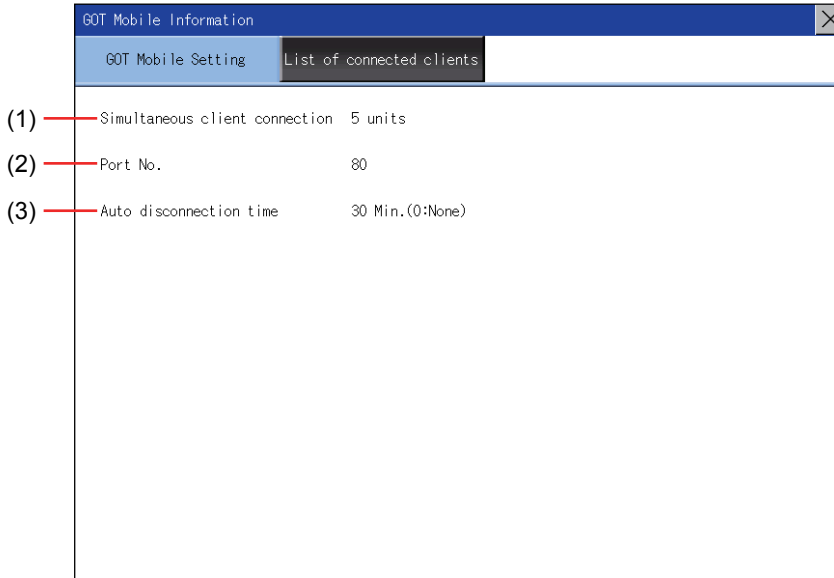 GOT Mobile Information
GOT Mobile Setting List of connected clients
(1) Simultaneous client connection 5 units
(2) Port No. 80
(3) Auto disconnection time 30 Min.(0:None)